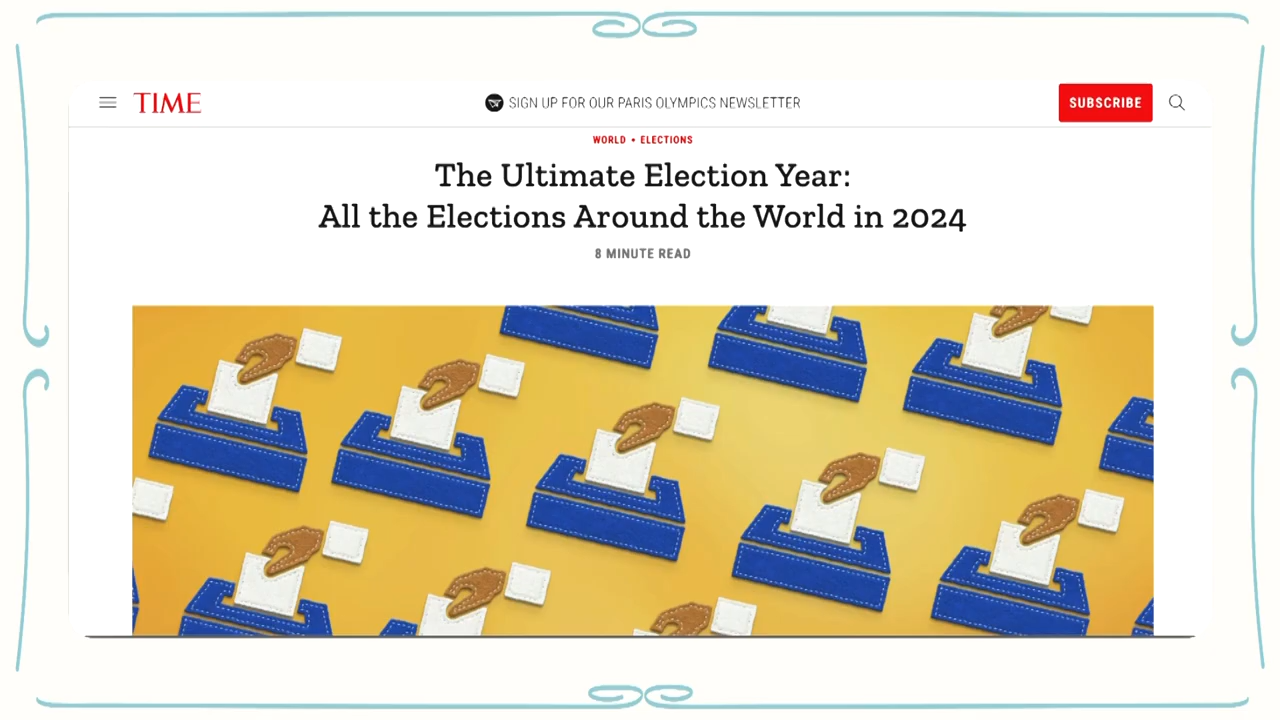 TIME
SIGN UP FOR OUR PARIS OLYMPICS NEWSLETTER
SUBSCRIBE
WORLD • ELECTIONS
The Ultimate Election Year:
All the Elections Around the World in 2024
8 MINUTE READ